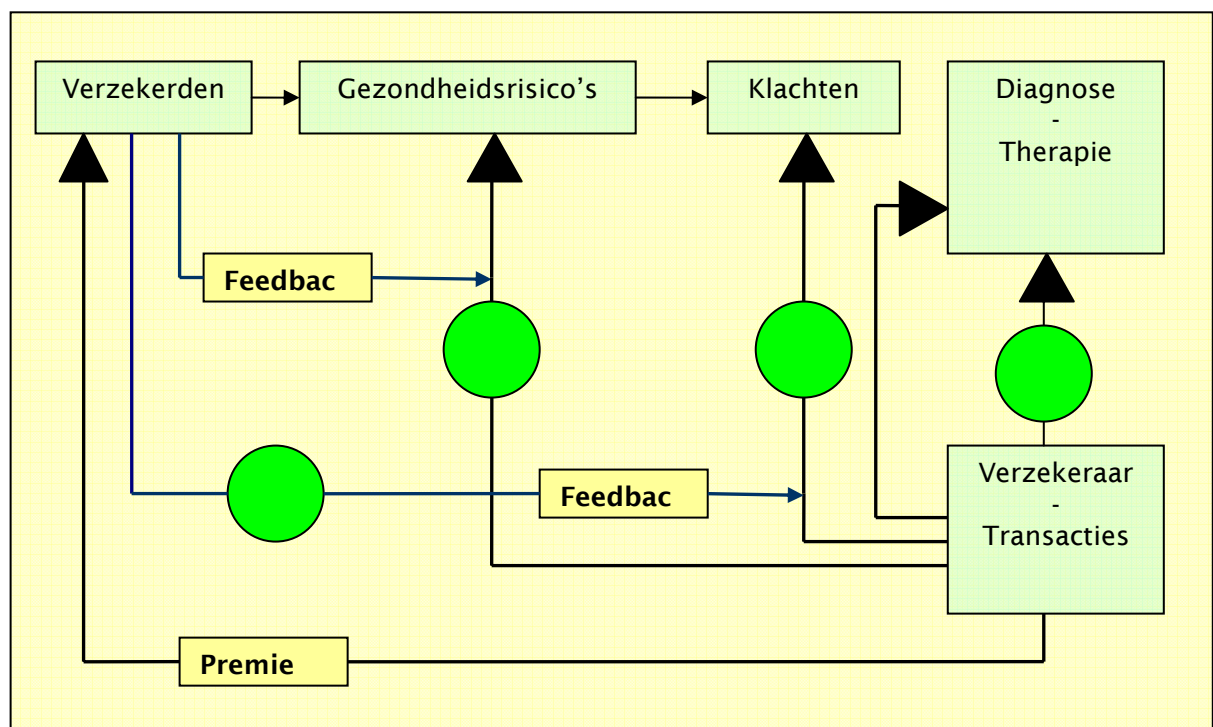 Verzekerden
Gezondheidsrisico’s
Klachten
Diagnose
-
Therapie
Feedbac
Feedbac
Verzekeraar
-
Transacties
Premie